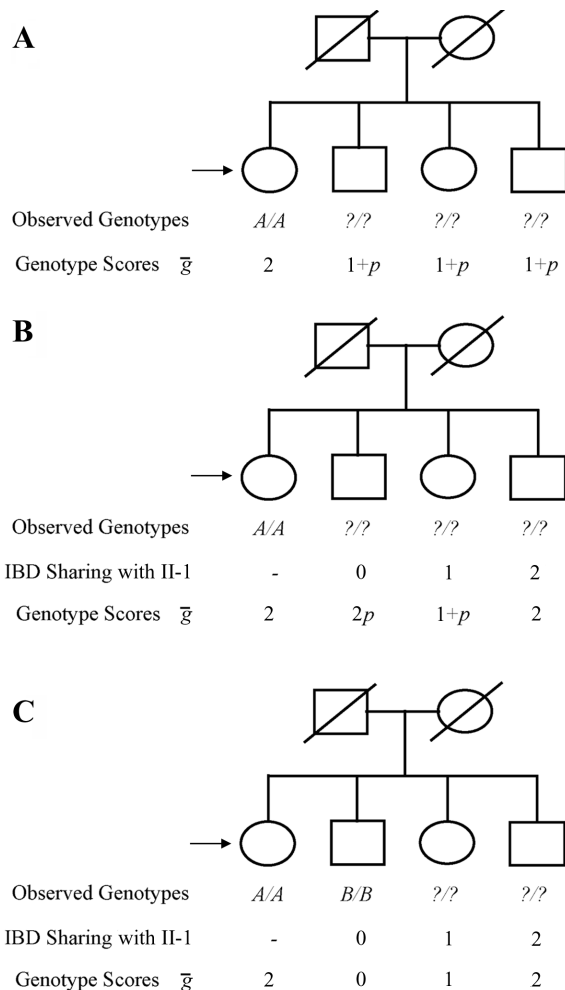 A
Observed Genotypes A/A ?/? ?/? ?/?
Genotype Scores g̅ 2 1+p 1+p 1+p
B
Observed Genotypes A/A ?/? ?/? ?/?
IBD Sharing with II-1 - 0 1 2
Genotype Scores g̅ 2 2p 1+p 2
C
Observed Genotypes A/A B/B ?/? ?/?
IBD Sharing with II-1 - 0 1 2
Genotype Scores g̅ 2 0 1 2